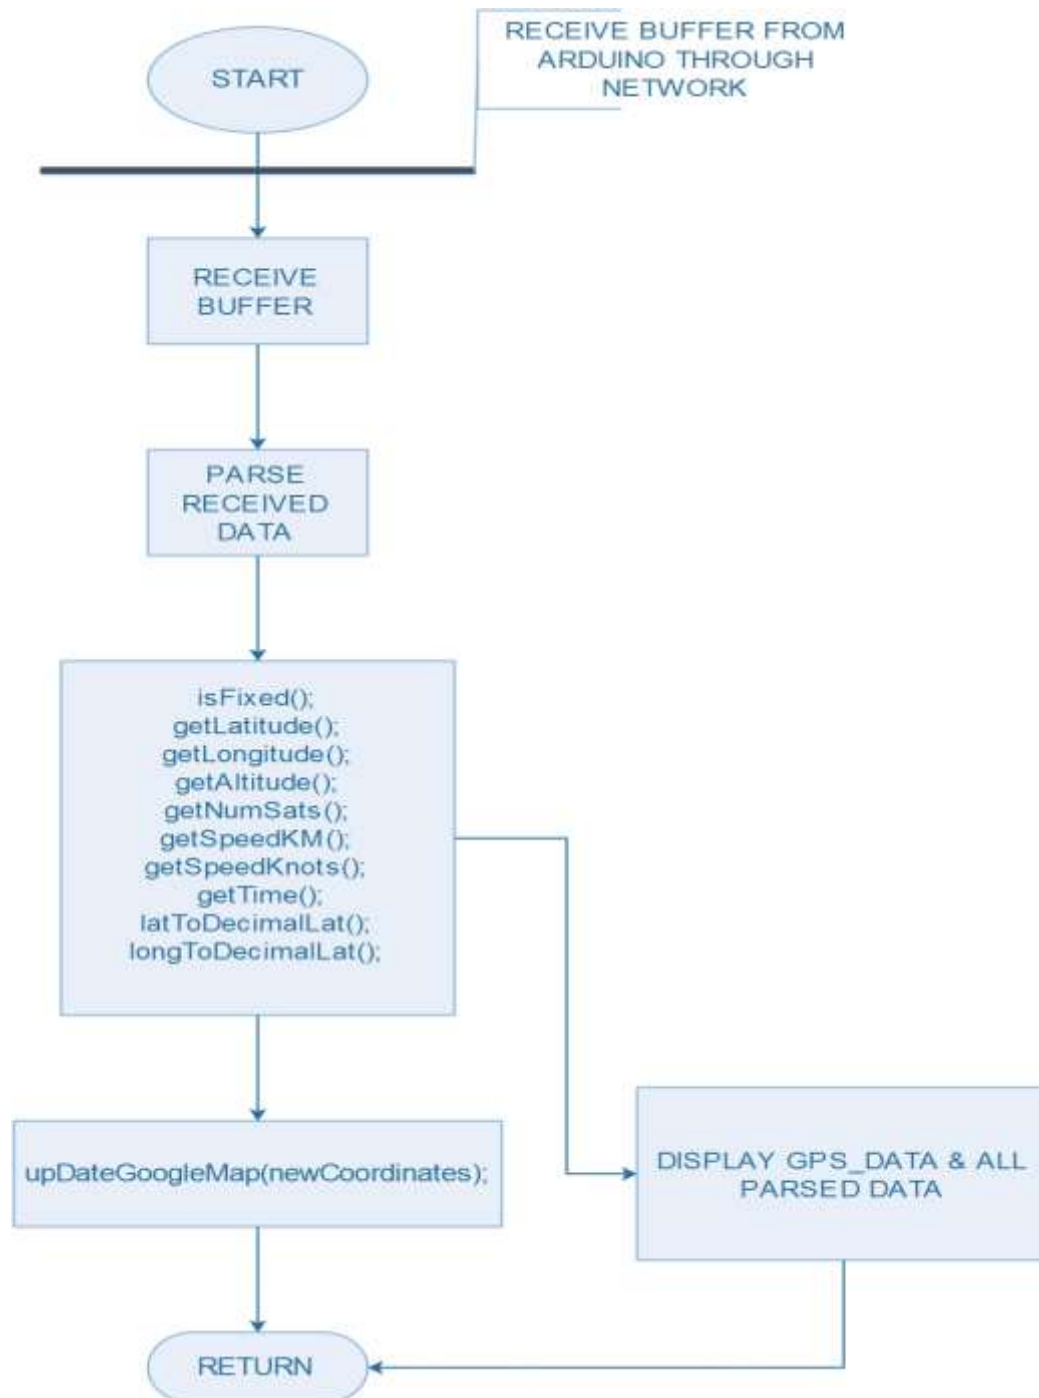 START
RECEIVE BUFFER FROM
ARDUINO THROUGH
NETWORK
RECEIVE
BUFFER
PARSE
RECEIVED
DATA
isFixed();
getLatitude();
getLongitude();
getAltitude();
getNumSats();
getSpeedKM();
getSpeedKnots();
getTime();
latToDecimalLat();
longToDecimalLat();
upDateGoogleMap(newCoordinates);
DISPLAY GPS_DATA & ALL
PARSED DATA
RETURN